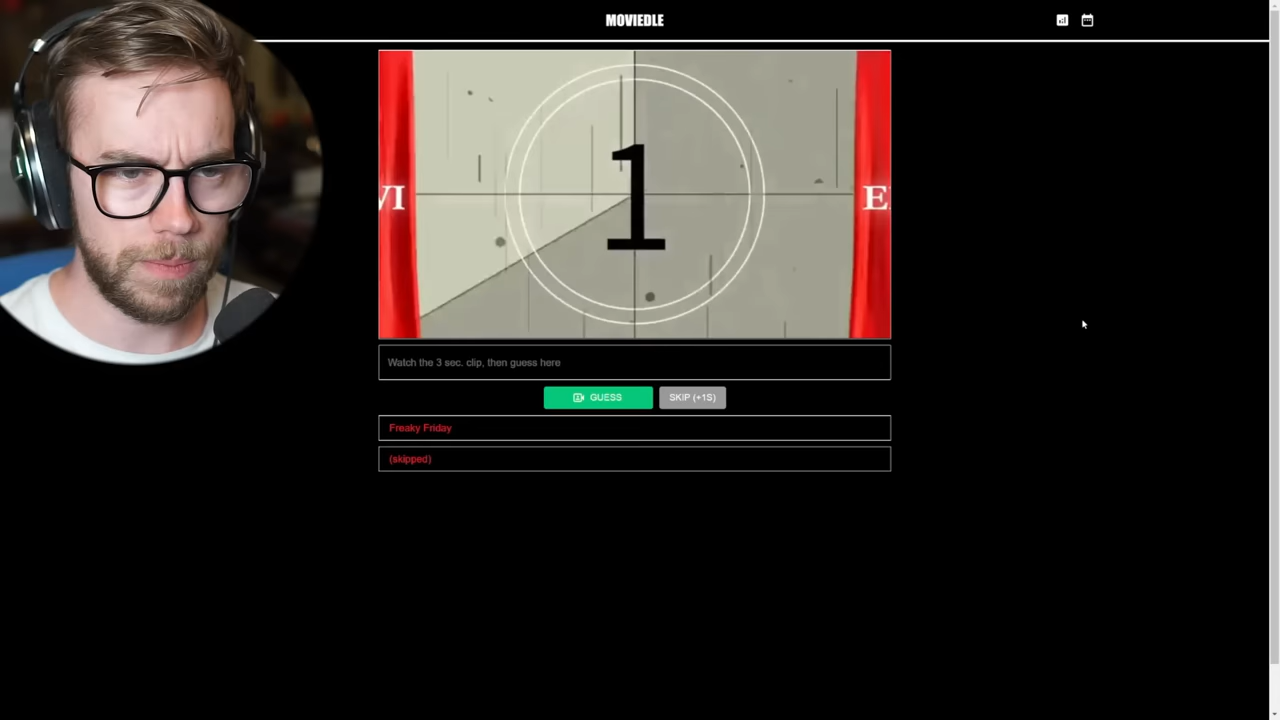 MOVIEDLE
1
VI
E
Watch the 3 sec. clip, then guess here
GUESS
SKIP (+1S)
Freaky Friday
(skipped)